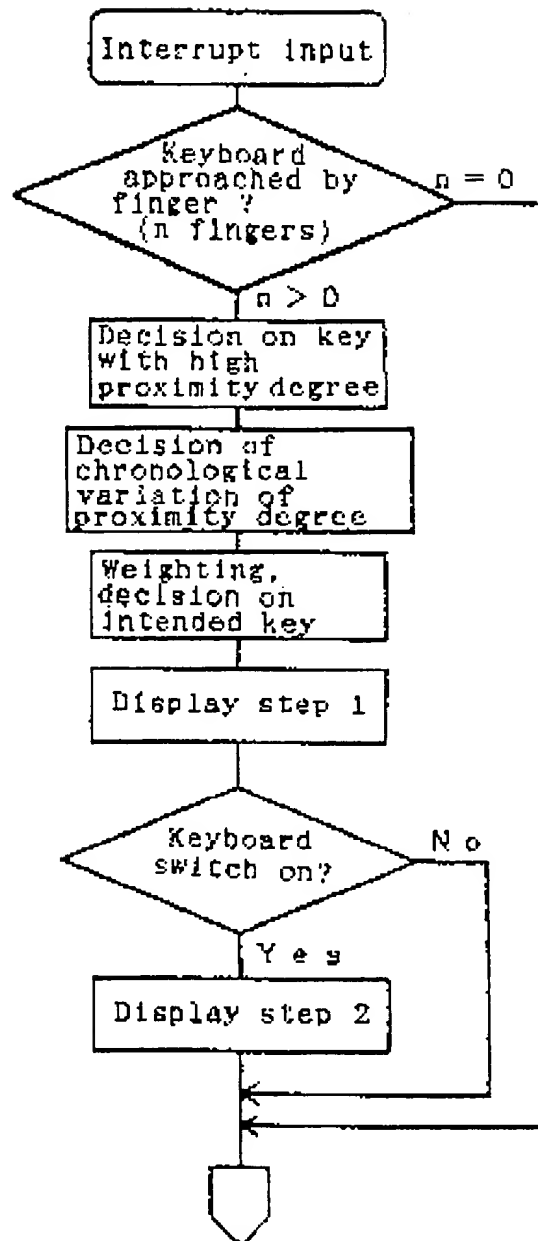 Interrupt input
Keyboard
approached by
finger ?
(n fingers)
n = 0
n > 0
Decision on key
with high
proximity degree
Decision of
chronological
variation of
proximity degree
Weighting,
decision on
intended key
Display step 1
Keyboard
switch on?
No
Yes
Display step 2